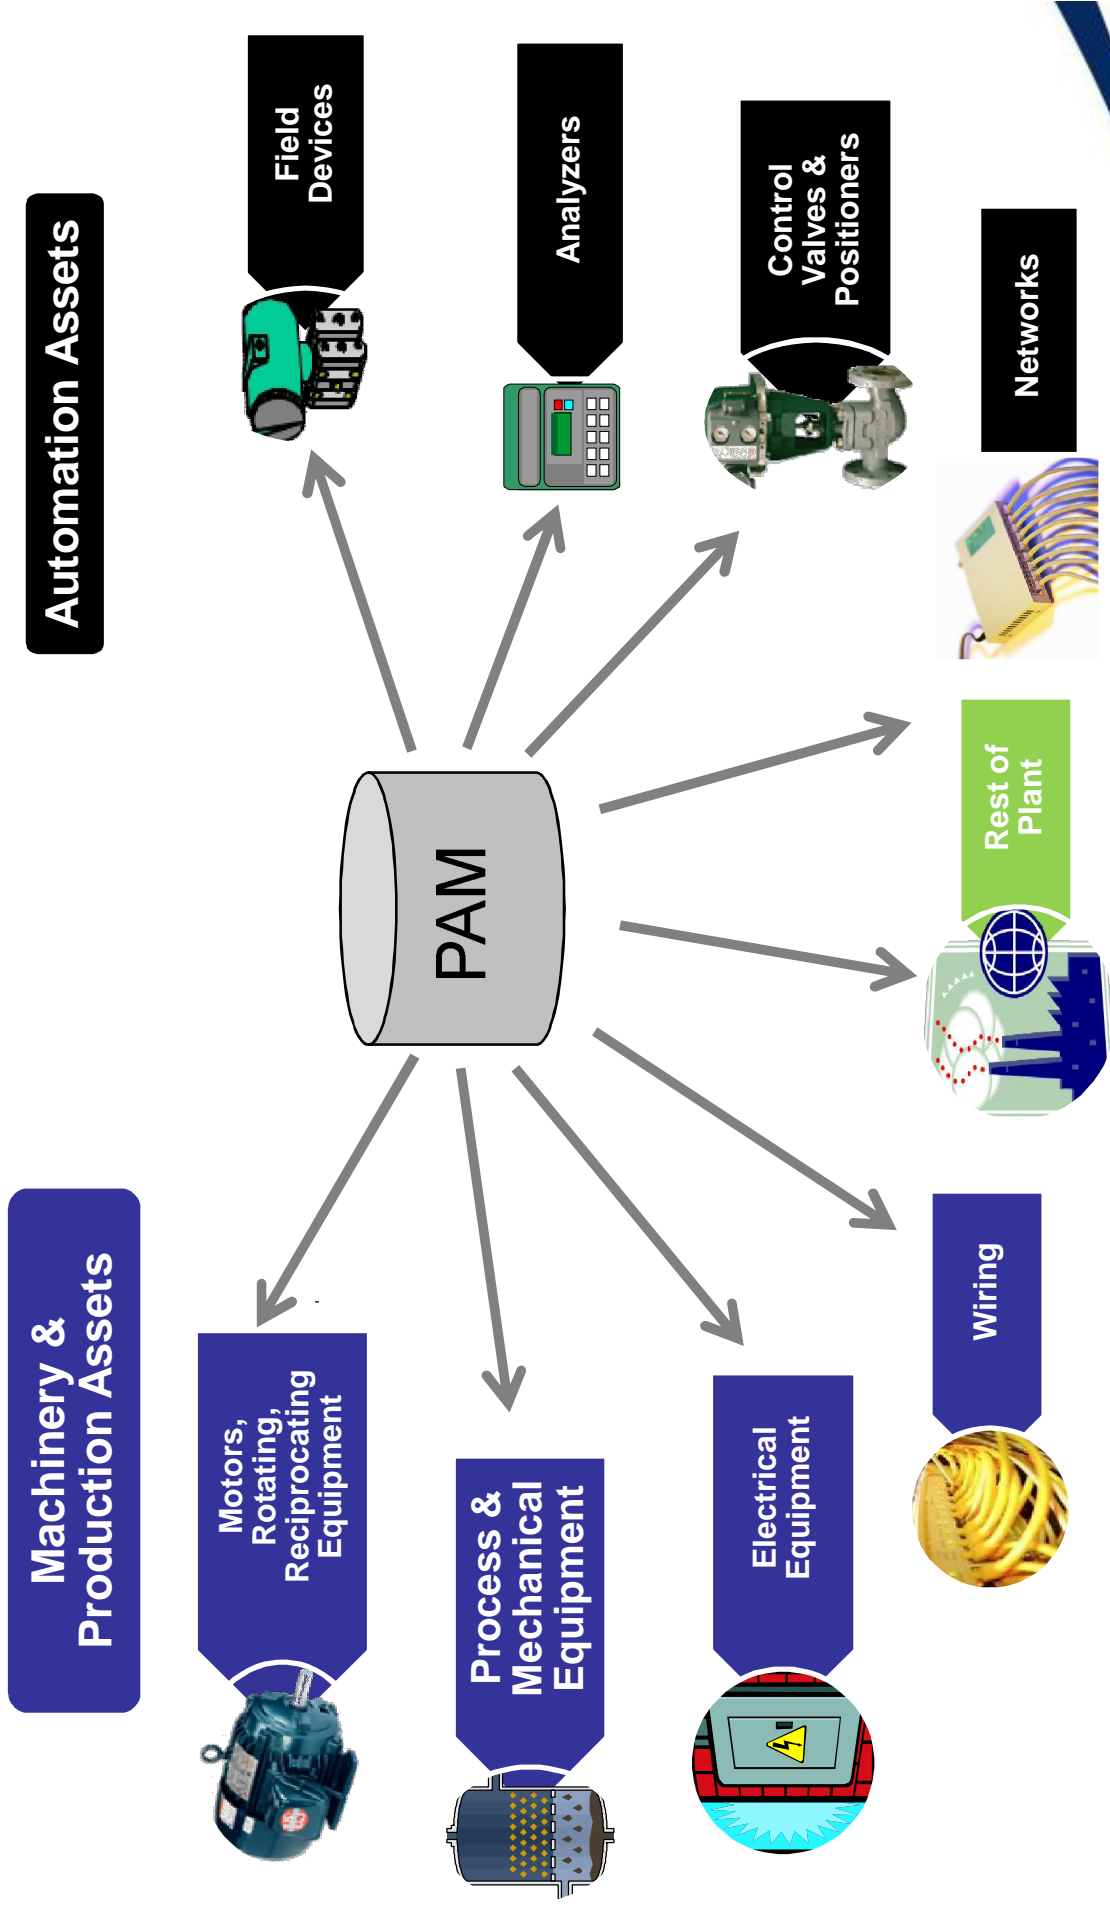 Machinery &
Production Assets
Automation Assets
Motors,
Rotating,
Reciprocating
Equipment
Process &
Mechanical
Equipment
Electrical
Equipment
Wiring
PAM
Rest of
Plant
Field
Devices
Analyzers
Control
Valves &
Positioners
Networks